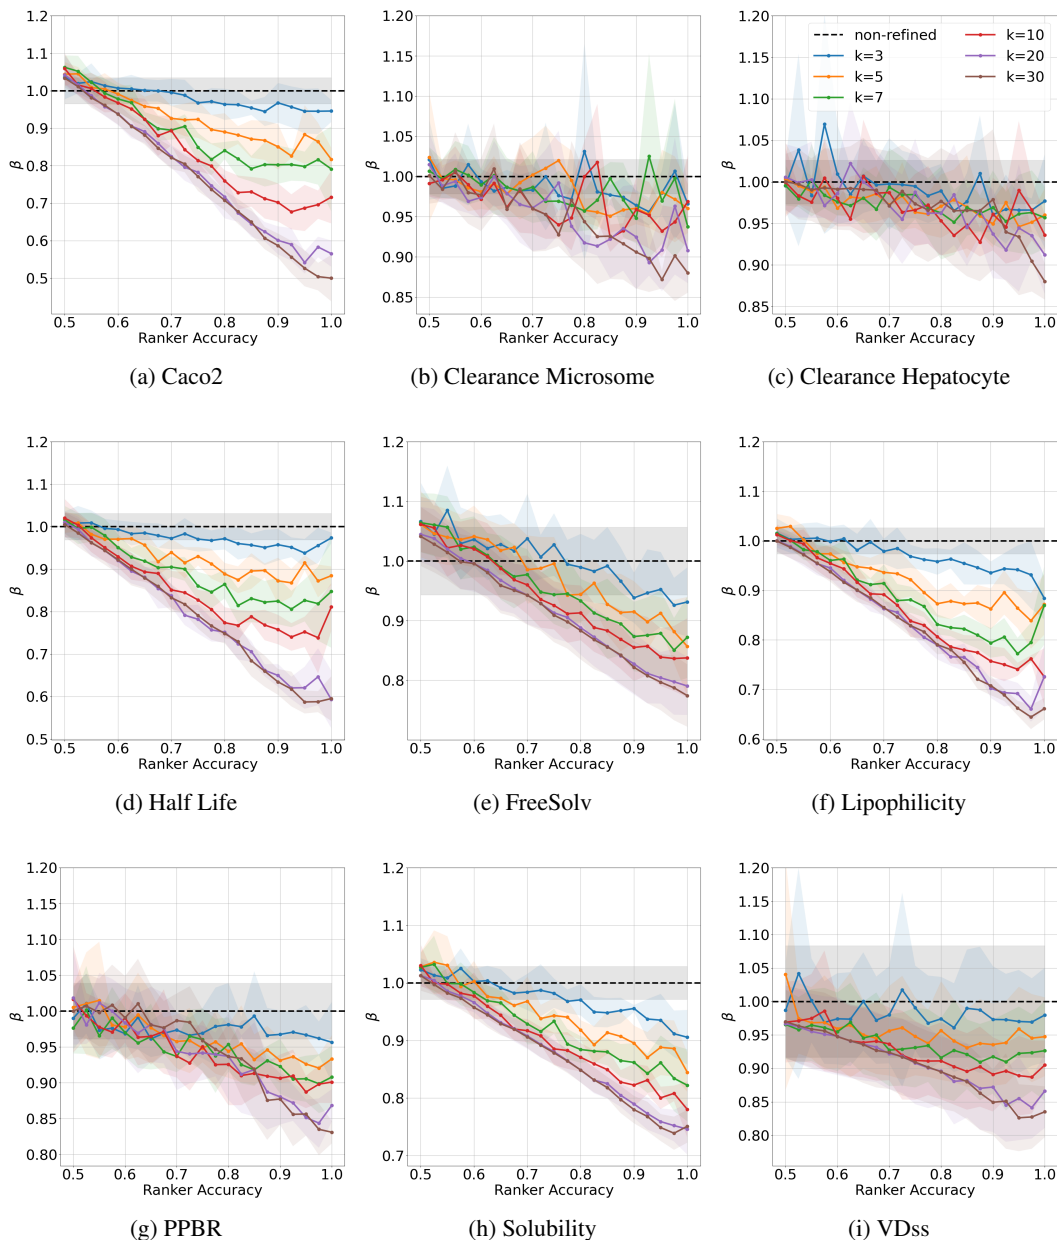 1.2
1.1
1.0
0.9
0.8
0.7
0.6
0.5
β
0.5 0.6 0.7 0.8 0.9 1.0
Ranker Accuracy
(a) Caco2
1.20
1.15
1.10
1.05
1.00
0.95
0.90
0.85
β
0.5 0.6 0.7 0.8 0.9 1.0
Ranker Accuracy
(b) Clearance Microsome
non-refined
k=3
k=5
k=7
k=10
k=20
k=30
1.20
1.15
1.10
1.05
1.00
0.95
0.90
0.85
β
0.5 0.6 0.7 0.8 0.9 1.0
Ranker Accuracy
(c) Clearance Hepatocyte
1.2
1.1
1.0
0.9
0.8
0.7
0.6
0.5
β
0.5 0.6 0.7 0.8 0.9 1.0
Ranker Accuracy
(d) Half Life
1.2
1.1
1.0
0.9
0.8
β
0.5 0.6 0.7 0.8 0.9 1.0
Ranker Accuracy
(e) FreeSolv
1.2
1.1
1.0
0.9
0.8
0.7
0.6
β
0.5 0.6 0.7 0.8 0.9 1.0
Ranker Accuracy
(f) Lipophilicity
1.20
1.15
1.10
1.05
1.00
0.95
0.90
0.85
0.80
β
0.5 0.6 0.7 0.8 0.9 1.0
Ranker Accuracy
(g) PPBR
1.2
1.1
1.0
0.9
0.8
0.7
β
0.5 0.6 0.7 0.8 0.9 1.0
Ranker Accuracy
(h) Solubility
1.20
1.15
1.10
1.05
1.00
0.95
0.90
0.85
0.80
β
0.5 0.6 0.7 0.8 0.9 1.0
Ranker Accuracy
(i) VDss